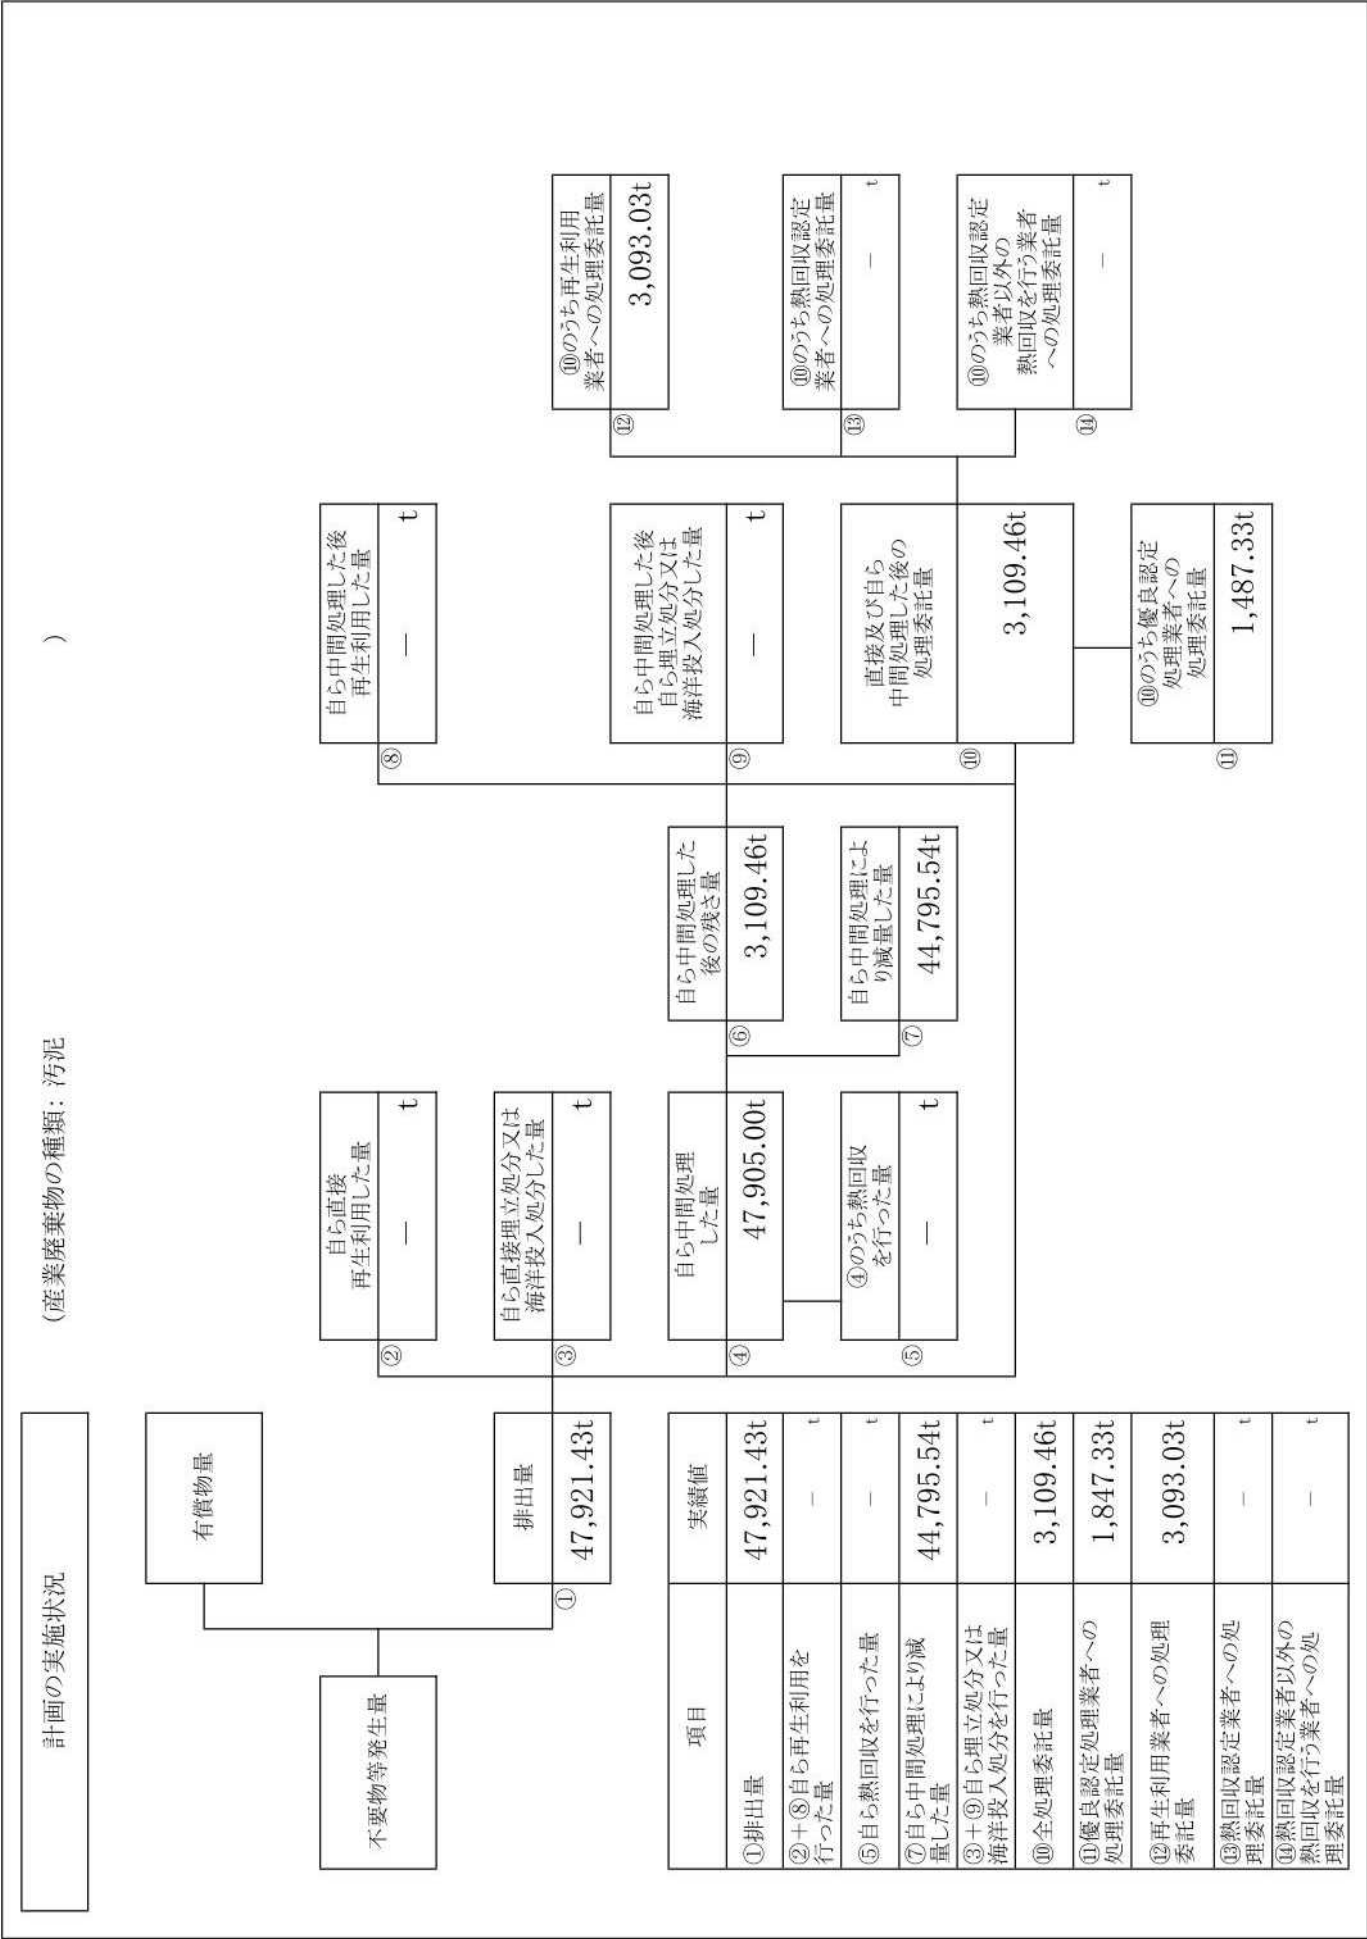 計画の実施状況
（産業廃棄物の種類： 汚泥
）
不要物等発生量
有償物量
排出量
①
47,921.43t
自ら直接
再生利用した量
②
－
t
自ら直接埋立処分又は
海洋投入処分した量
③
－
t
自ら中間処理
した量
④
47,905.00t
④のうち熱回収
を行った量
⑤
－
t
自ら中間処理した
後の残さ量
⑥
3,109.46t
自ら中間処理によ
り減量した量
⑦
44,795.54t
自ら中間処理した後
再生利用した量
⑧
－
t
自ら中間処理した後
自ら埋立処分又は
海洋投入処分した量
⑨
－
t
直接及び自ら
中間処理した後の
処理委託量
⑩
3,109.46t
⑩のうち優良認定
処理業者への
処理委託量
⑪
1,487.33t
⑩のうち再生利用
業者への処理委託量
⑫
3,093.03t
⑩のうち熱回収認定
業者への処理委託量
⑬
－
t
⑩のうち熱回収認定
業者以外の
熱回収を行う業者
への処理委託量
⑭
－
t
項目
実績値
①排出量
47,921.43t
②＋⑧自ら再生利用を
行った量
－
t
⑤自ら熱回収を行った量
－
t
⑦自ら中間処理により減
量した量
44,795.54t
③＋⑨自ら埋立処分又は
海洋投入処分を行った量
－
t
⑩全処理委託量
3,109.46t
⑪優良認定処理業者への
処理委託量
1,847.33t
⑫再生利用業者への処理
委託量
3,093.03t
⑬熱回収認定業者への処
理委託量
－
t
⑭熱回収認定業者以外の
熱回収を行う業者への処
理委託量
－
t